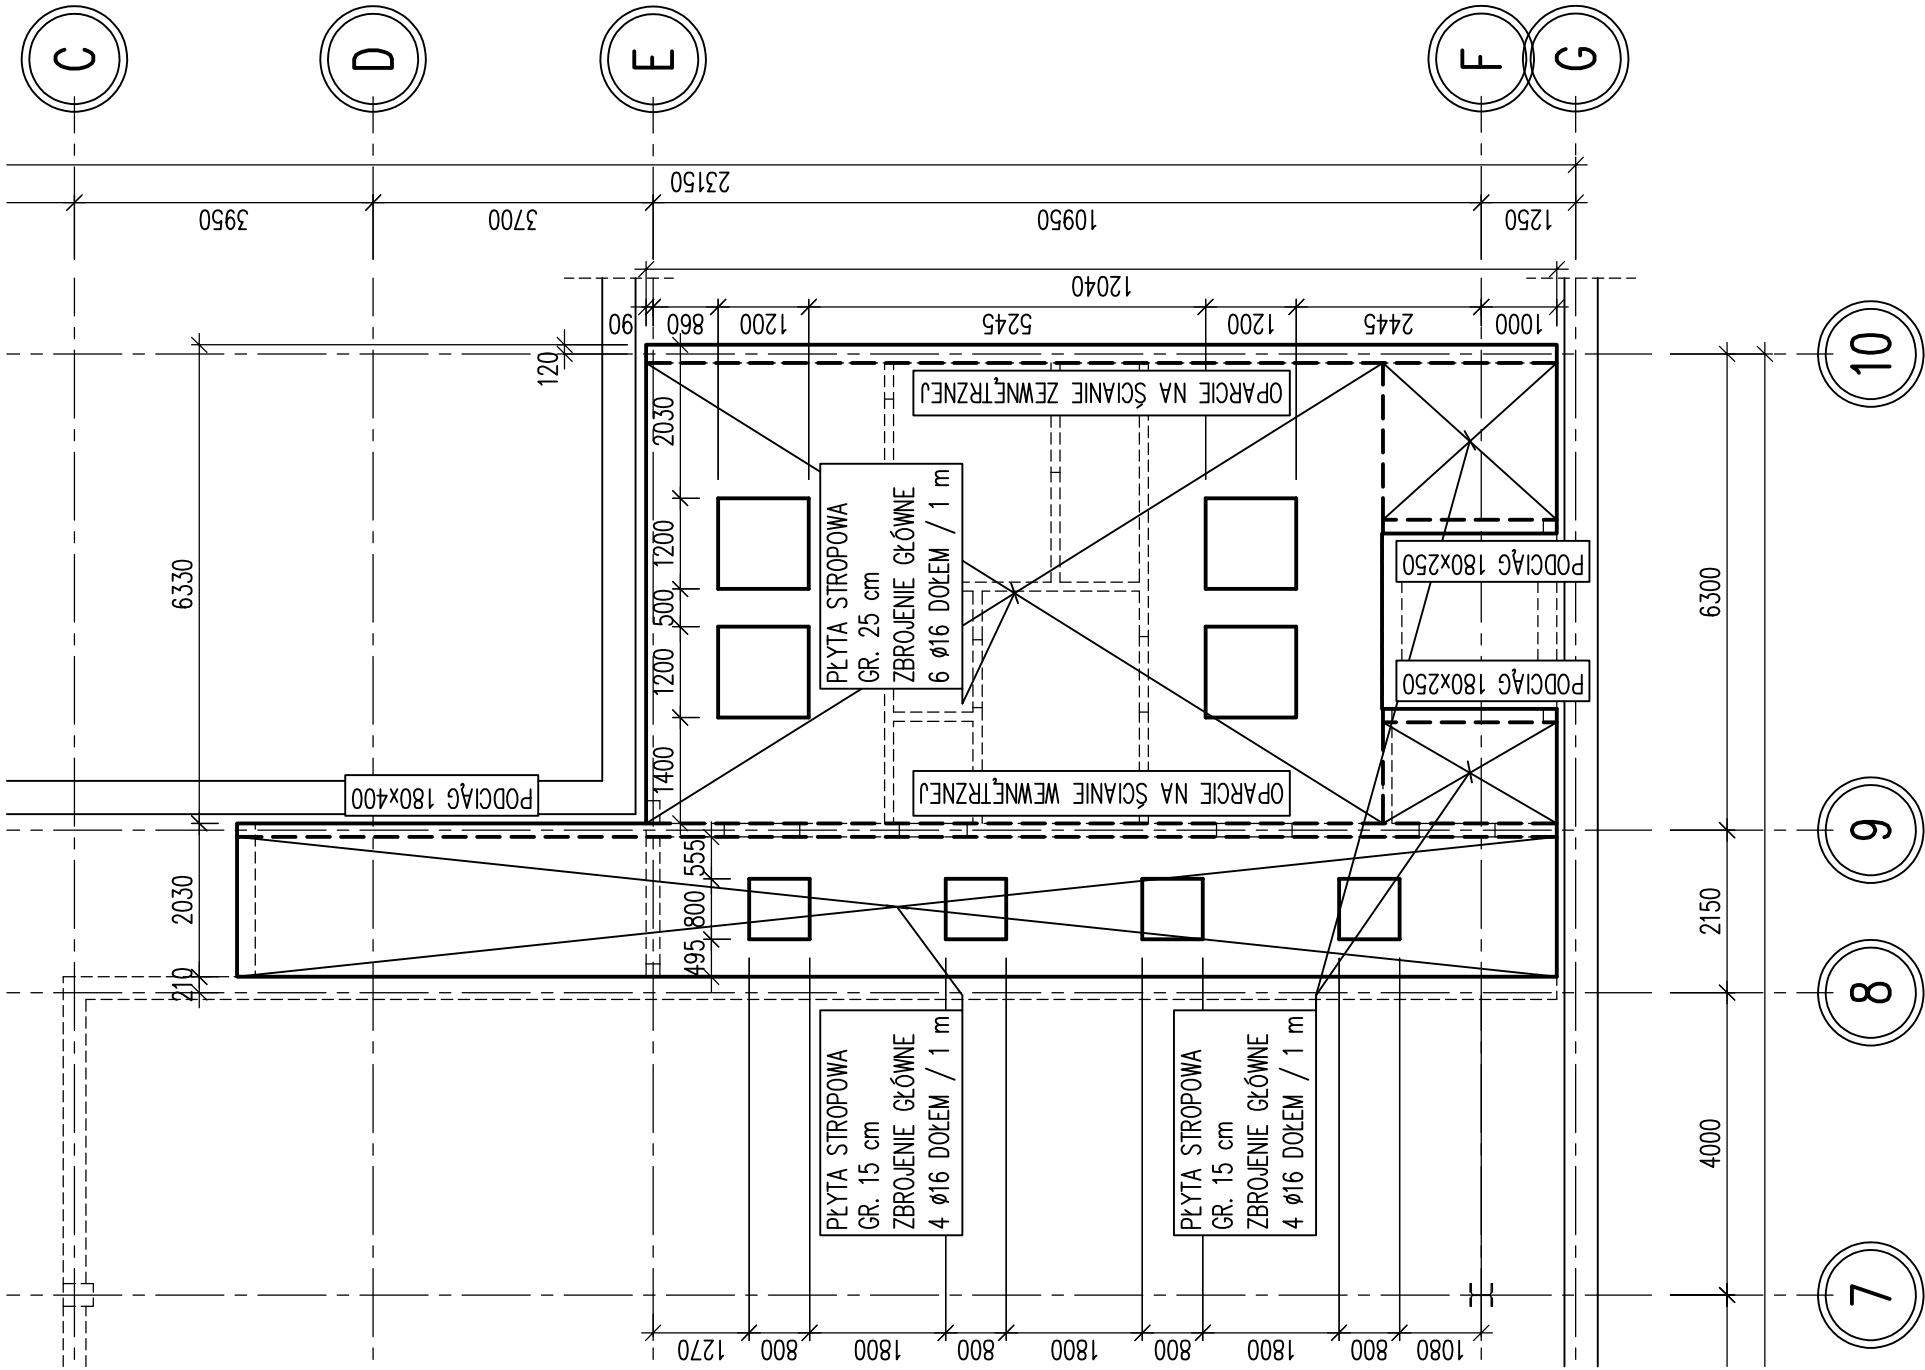 C
D
E
F
G
23150
3950
3700
10950
1250
12040
90
860
1200
5245
1200
2445
1000
120
10
OPARCIE NA ŚCIANIE ZEWNĘTRZNEJ
2030
1200
500
1200
1400
6330
PŁYTA STROPOWA
GR. 25 cm
ZBROJENIE GŁÓWNE
6 ø16 DOŁEM / 1 m
PODCIĄG 180x250
PODCIĄG 180x250
6300
OPARCIE NA ŚCIANIE WEWNĘTRZNEJ
PODCIĄG 180x400
9
2030
210
555
800
495
2150
8
PŁYTA STROPOWA
GR. 15 cm
ZBROJENIE GŁÓWNE
4 ø16 DOŁEM / 1 m
PŁYTA STROPOWA
GR. 15 cm
ZBROJENIE GŁÓWNE
4 ø16 DOŁEM / 1 m
4000
7
1270
800
1800
800
1800
800
1800
800
1080